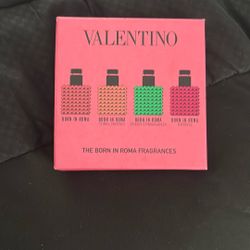 VALENTINO
BORN IN ROMA BORN IN ROMA BORN IN ROMA BORN IN ROMA
THE BORN IN ROMA FRAGRANCES